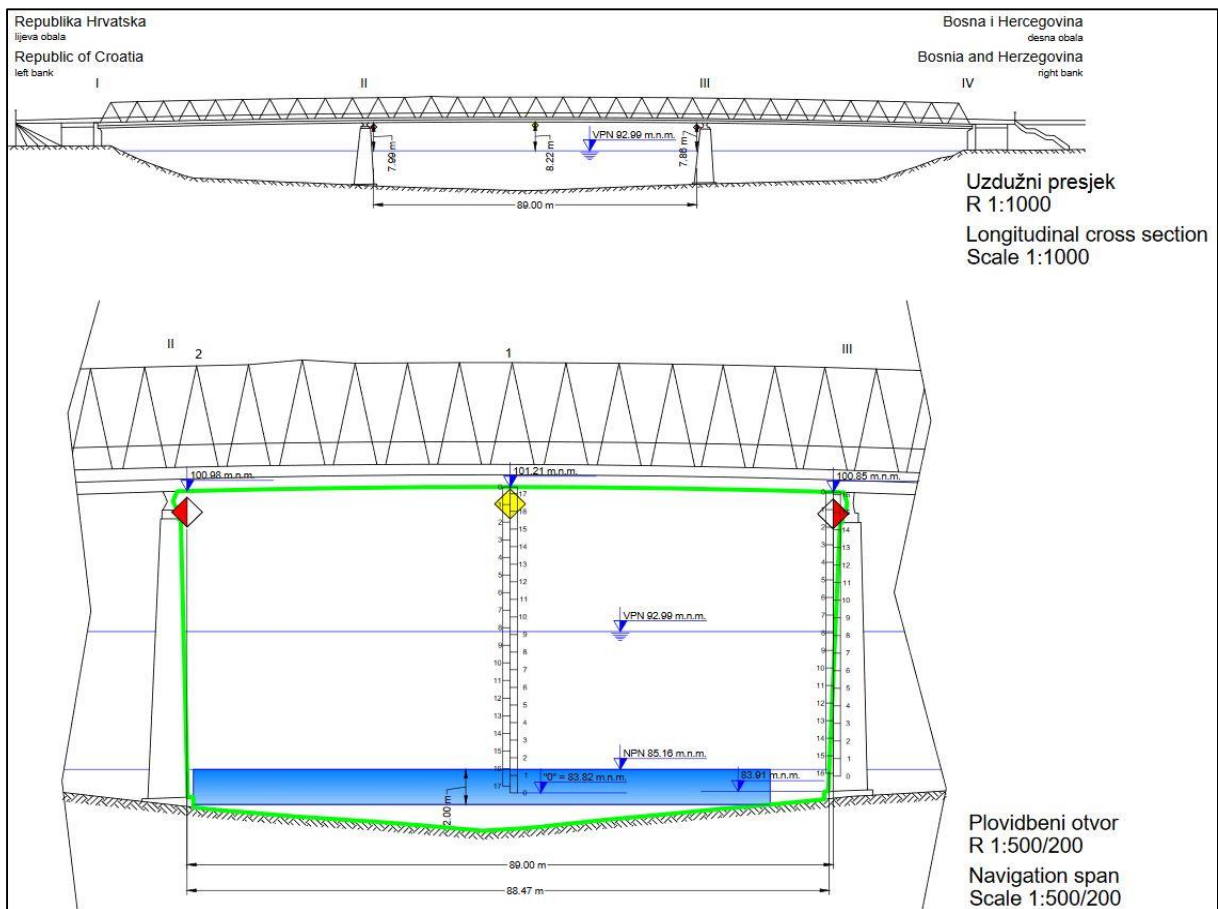 Republika Hrvatska
lijeva obala
Republic of Croatia
left bank
Bosna i Hercegovina
desna obala
Bosnia and Herzegovina
right bank
I
II
III
IV
VPN 92.99 m.n.m.
7.99 m
8.22 m
7.86 m
89.00 m
Uzdužni presjek
R 1:1000
Longitudinal cross section
Scale 1:1000
II
2
1
III
100.98 m.n.m.
101.21 m.n.m.
100.85 m.n.m.
VPN 92.99 m.n.m.
NPN 85.16 m.n.m.
"0" = 83.82 m.n.m.
83.91 m.n.m.
2.00 m
89.00 m
88.47 m
Plovidbeni otvor
R 1:500/200
Navigation span
Scale 1:500/200